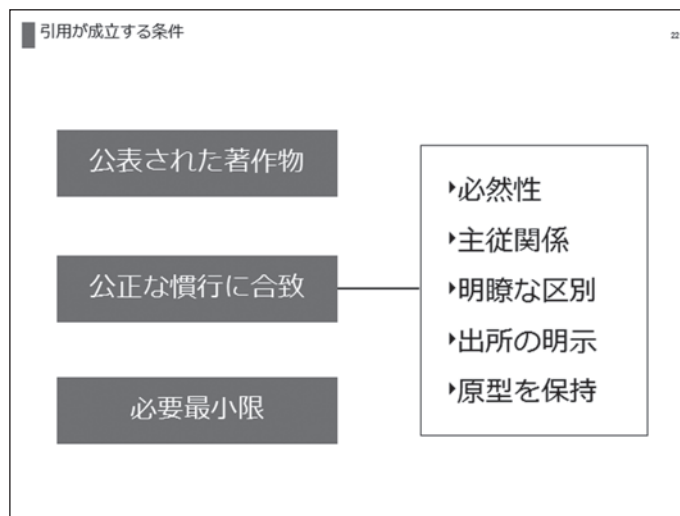 引用が成立する条件
22
公表された著作物
公正な慣行に合致
必要最小限
▸必然性
▸主従関係
▸明瞭な区別
▸出所の明示
▸原型を保持